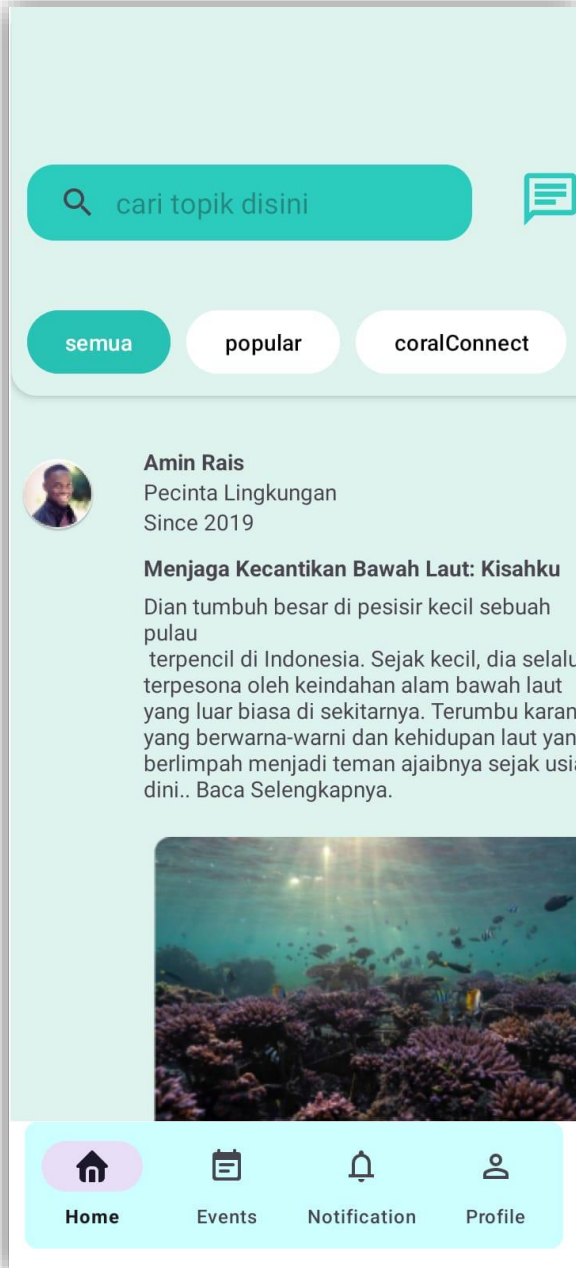 cari topik disini
semua
popular
coralConnect
Amin Rais
Pecinta Lingkungan
Since 2019
Menjaga Kecantikan Bawah Laut: Kisahku
Dian tumbuh besar di pesisir kecil sebuah
pulau
terpencil di Indonesia. Sejak kecil, dia selalu
terpesona oleh keindahan alam bawah laut
yang luar biasa di sekitarnya. Terumbu karan
yang berwarna-warni dan kehidupan laut yan
berlimpah menjadi teman ajaibnya sejak usia
dini.. Baca Selengkapnya.
Home
Events
Notification
Profile